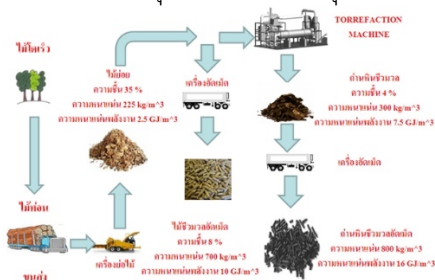 TORREFACTION
MACHINE
ไม้โตเร็ว
ไม้ย่อย
ความชื้น 35 %
ความหนาแน่น 225 kg/m^3
ความหนาแน่นพลังงาน 2.5 GJ/m^3
เครื่องอัดเม็ด
ถ่านหินชีวมวล
ความชื้น 4 %
ความหนาแน่น 300 kg/m^3
ความหนาแน่นพลังงาน 7.5 GJ/m^3
เครื่องอัดเม็ด
ไม้ท่อน
ไม้ชีวมวลอัดเม็ด
ความชื้น 8 %
ความหนาแน่น 700 kg/m^3
ความหนาแน่นพลังงาน 10 GJ/m^3
ถ่านหินชีวมวลอัดเม็ด
ความหนาแน่น 800 kg/m^3
ความหนาแน่นพลังงาน 16 GJ/m^3
เครื่องย่อยไม้
ขนส่ง